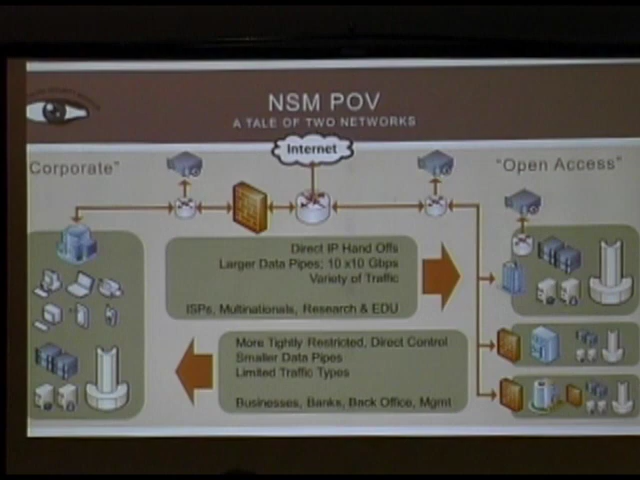 NSM POV
A TALE OF TWO NETWORKS
Internet
Corporate"
"Open Access"
Direct IP Hand Offs
Larger Data Pipes; 10 x10 Gbps
Variety of Traffic
ISPs, Multinationals, Research & EDU
More Tightly Restricted, Direct Control
Smaller Data Pipes
Limited Traffic Types
Businesses, Banks, Back Office, Mgmt